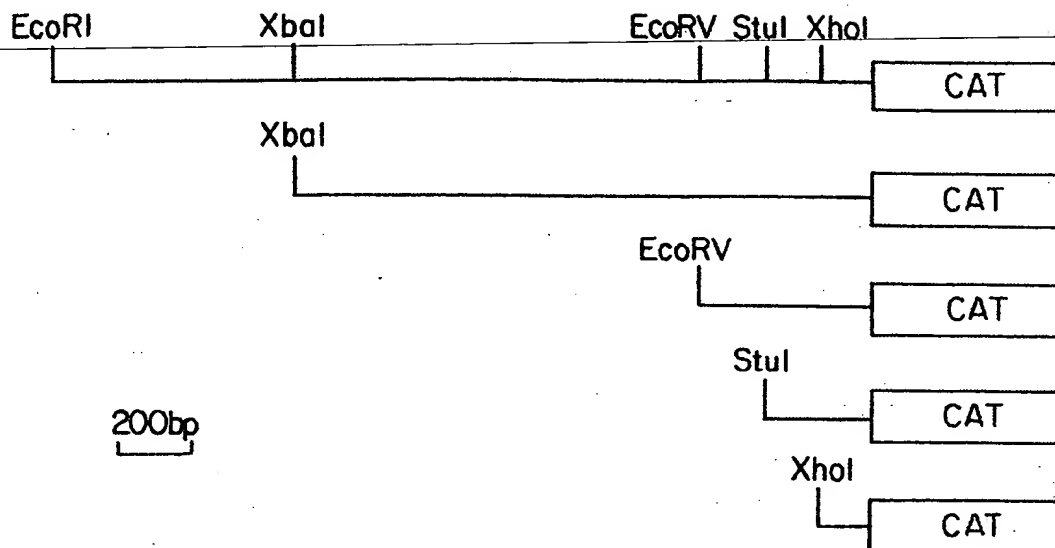 EcoRI XbaI EcoRV StuI XhoI
CAT
XbaI
CAT
EcoRV
CAT
StuI
200bp
CAT
XhoI
CAT